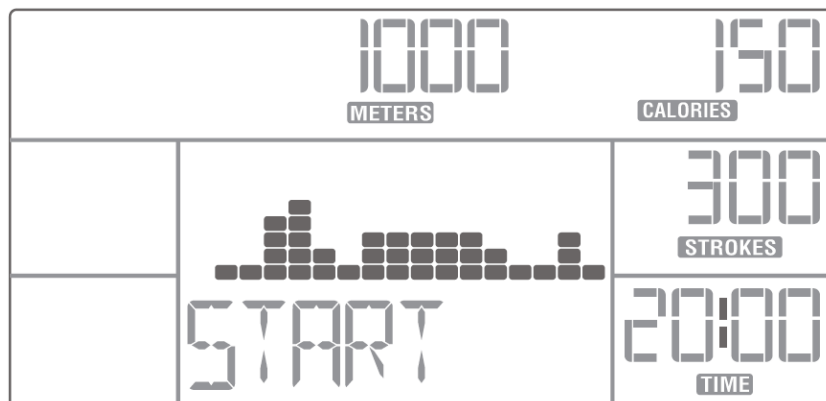 1000 150
METERS CALORIES
300
STROKES
START
20:00
TIME